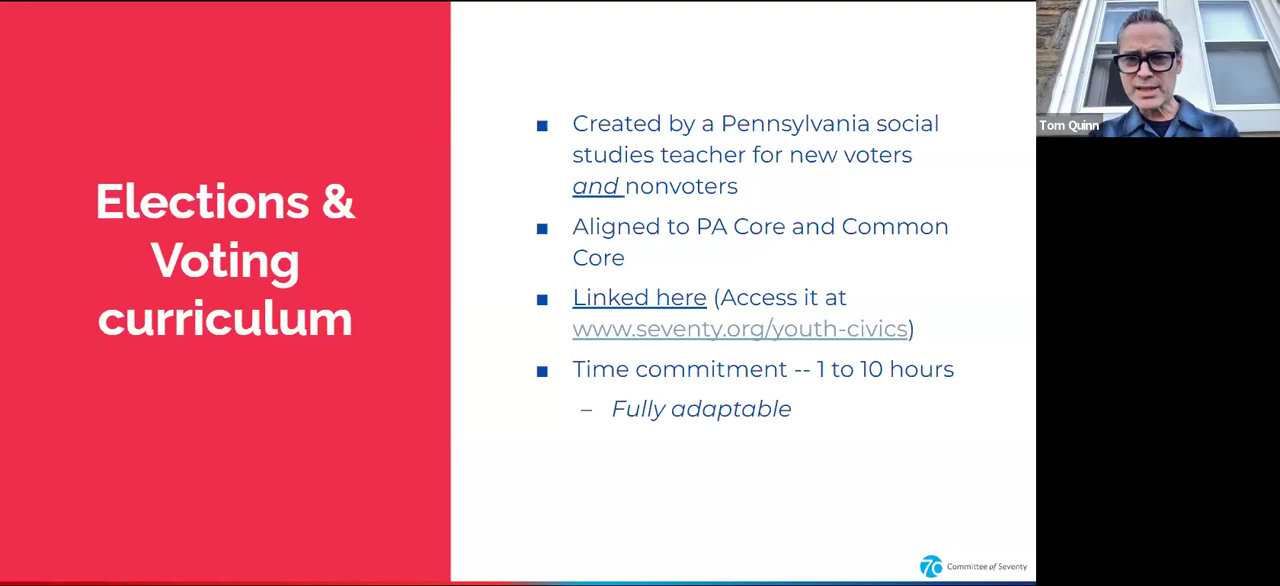 Elections &
Voting
curriculum
■ Created by a Pennsylvania social
studies teacher for new voters
and nonvoters
■ Aligned to PA Core and Common
Core
■ Linked here (Access it at
www.seventy.org/youth-civics)
■ Time commitment -- 1 to 10 hours
– Fully adaptable
70 Committee of Seventy
Tom Quinn